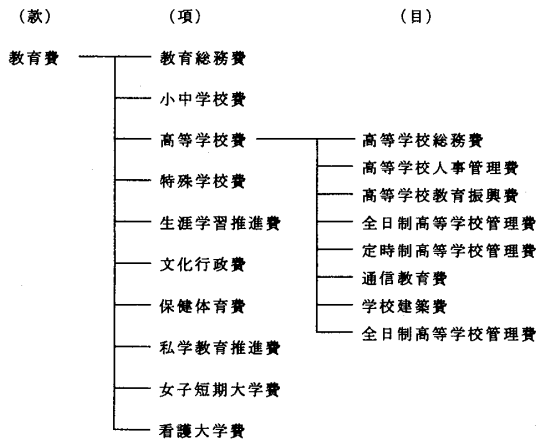 （款）　（項）　（目）
教育費　教育総務費
小中学校費
高等学校費　高等学校総務費
高等学校人事管理費
特殊学校費
高等学校教育振興費
生涯学習推進費　全日制高等学校管理費
定時制高等学校管理費
文化行政費
通信教育費
保健体育費　学校建築費
全日制高等学校管理費
私学教育推進費
女子短期大学費
看護大学費